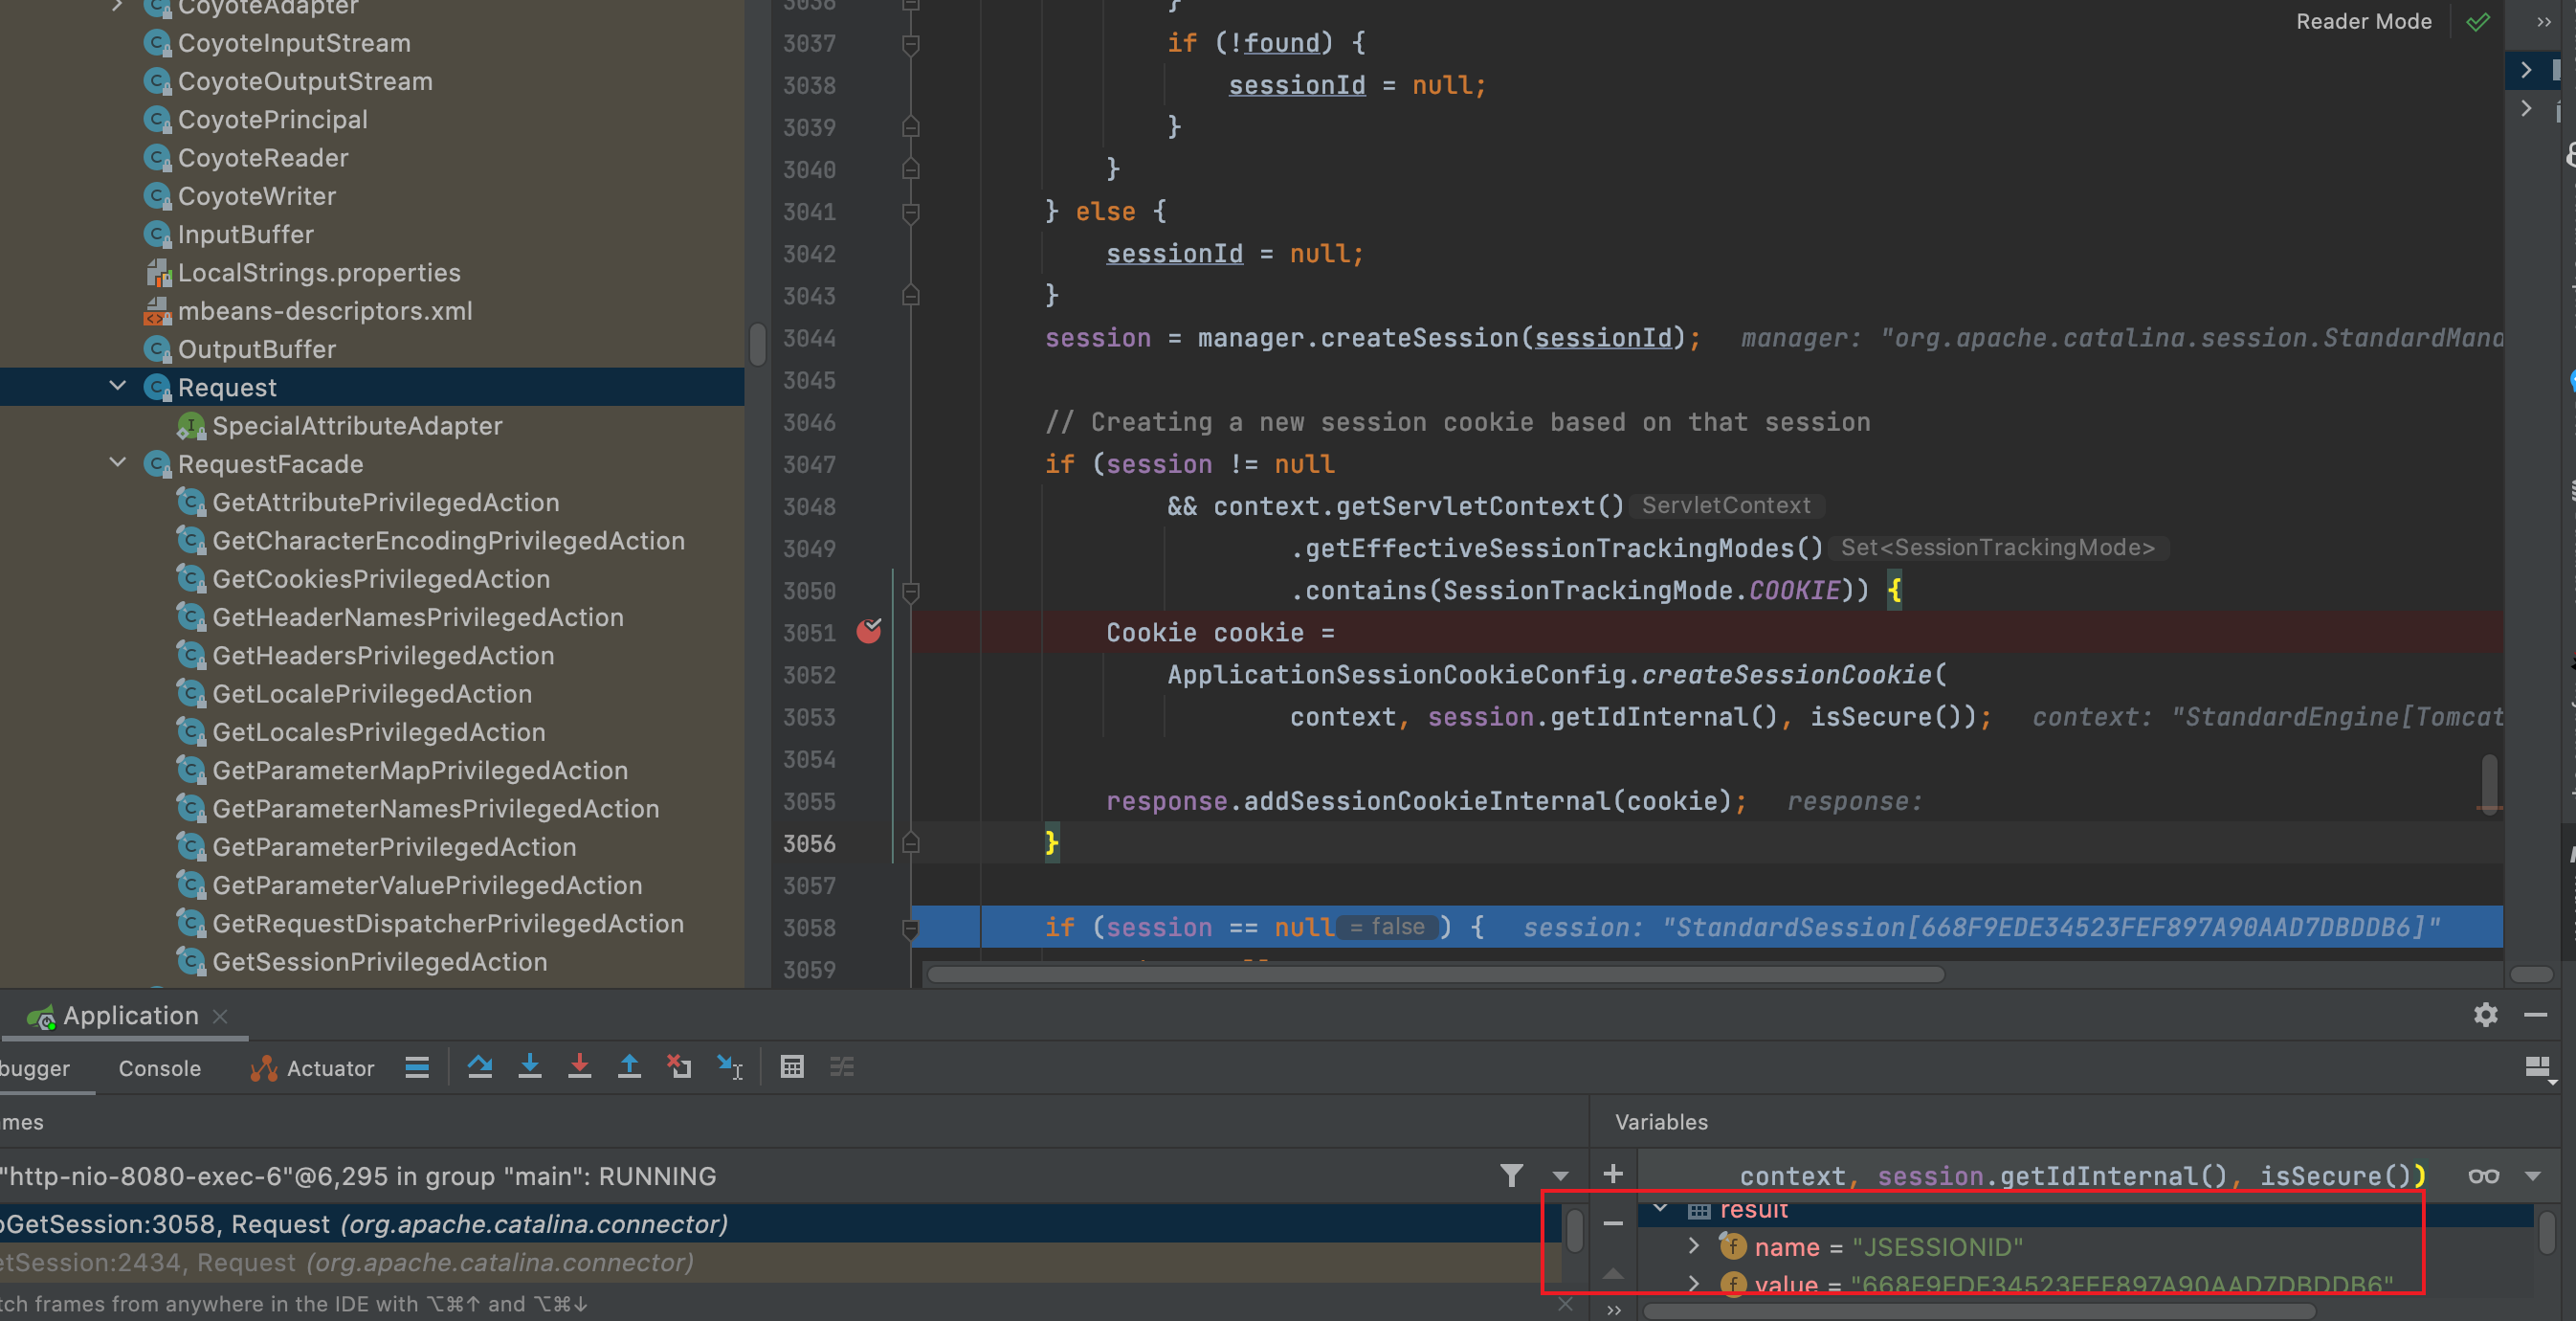 CoyoteAdapter
CoyoteInputStream
CoyoteOutputStream
CoyotePrincipal
CoyoteReader
CoyoteWriter
InputBuffer
LocalStrings.properties
mbeans-descriptors.xml
OutputBuffer
Request
SpecialAttributeAdapter
RequestFacade
GetAttributePrivilegedAction
GetCharacterEncodingPrivilegedAction
GetCookiesPrivilegedAction
GetHeaderNamesPrivilegedAction
GetHeadersPrivilegedAction
GetLocalePrivilegedAction
GetLocalesPrivilegedAction
GetParameterMapPrivilegedAction
GetParameterNamesPrivilegedAction
GetParameterPrivilegedAction
GetParameterValuePrivilegedAction
GetRequestDispatcherPrivilegedAction
GetSessionPrivilegedAction
Reader Mode
3036 }
3037 if (!found) {
3038 sessionId = null;
3039 }
3040 }
3041 } else {
3042 sessionId = null;
3043 }
3044 session = manager.createSession(sessionId); manager: "org.apache.catalina.session.StandardMana
3045
3046 // Creating a new session cookie based on that session
3047 if (session != null
3048 && context.getServletContext() ServletContext
3049 .getEffectiveSessionTrackingModes() Set<SessionTrackingMode>
3050 .contains(SessionTrackingMode.COOKIE)) {
3051 Cookie cookie =
3052 ApplicationSessionCookieConfig.createSessionCookie(
3053 context, session.getIdInternal(), isSecure()); context: "StandardEngine[Tomcat
3054
3055 response.addSessionCookieInternal(cookie); response:
3056 }
3057
3058 if (session == null = false ) { session: "StandardSession[668F9EDE34523FEF897A90AAD7DBDDB6]"
3059
Application
bugger Console Actuator
mes
Variables
"http-nio-8080-exec-6"@6,295 in group "main": RUNNING
context, session.getIdInternal(), isSecure())
oGetSession:3058, Request (org.apache.catalina.connector)
etSession:2434, Request (org.apache.catalina.connector)
tch frames from anywhere in the IDE with ⌥⌘↑ and ⌥⌘↓
result
name = "JSESSIONID"
value = "668F9EDE34523FEF897A90AAD7DBDDB6"